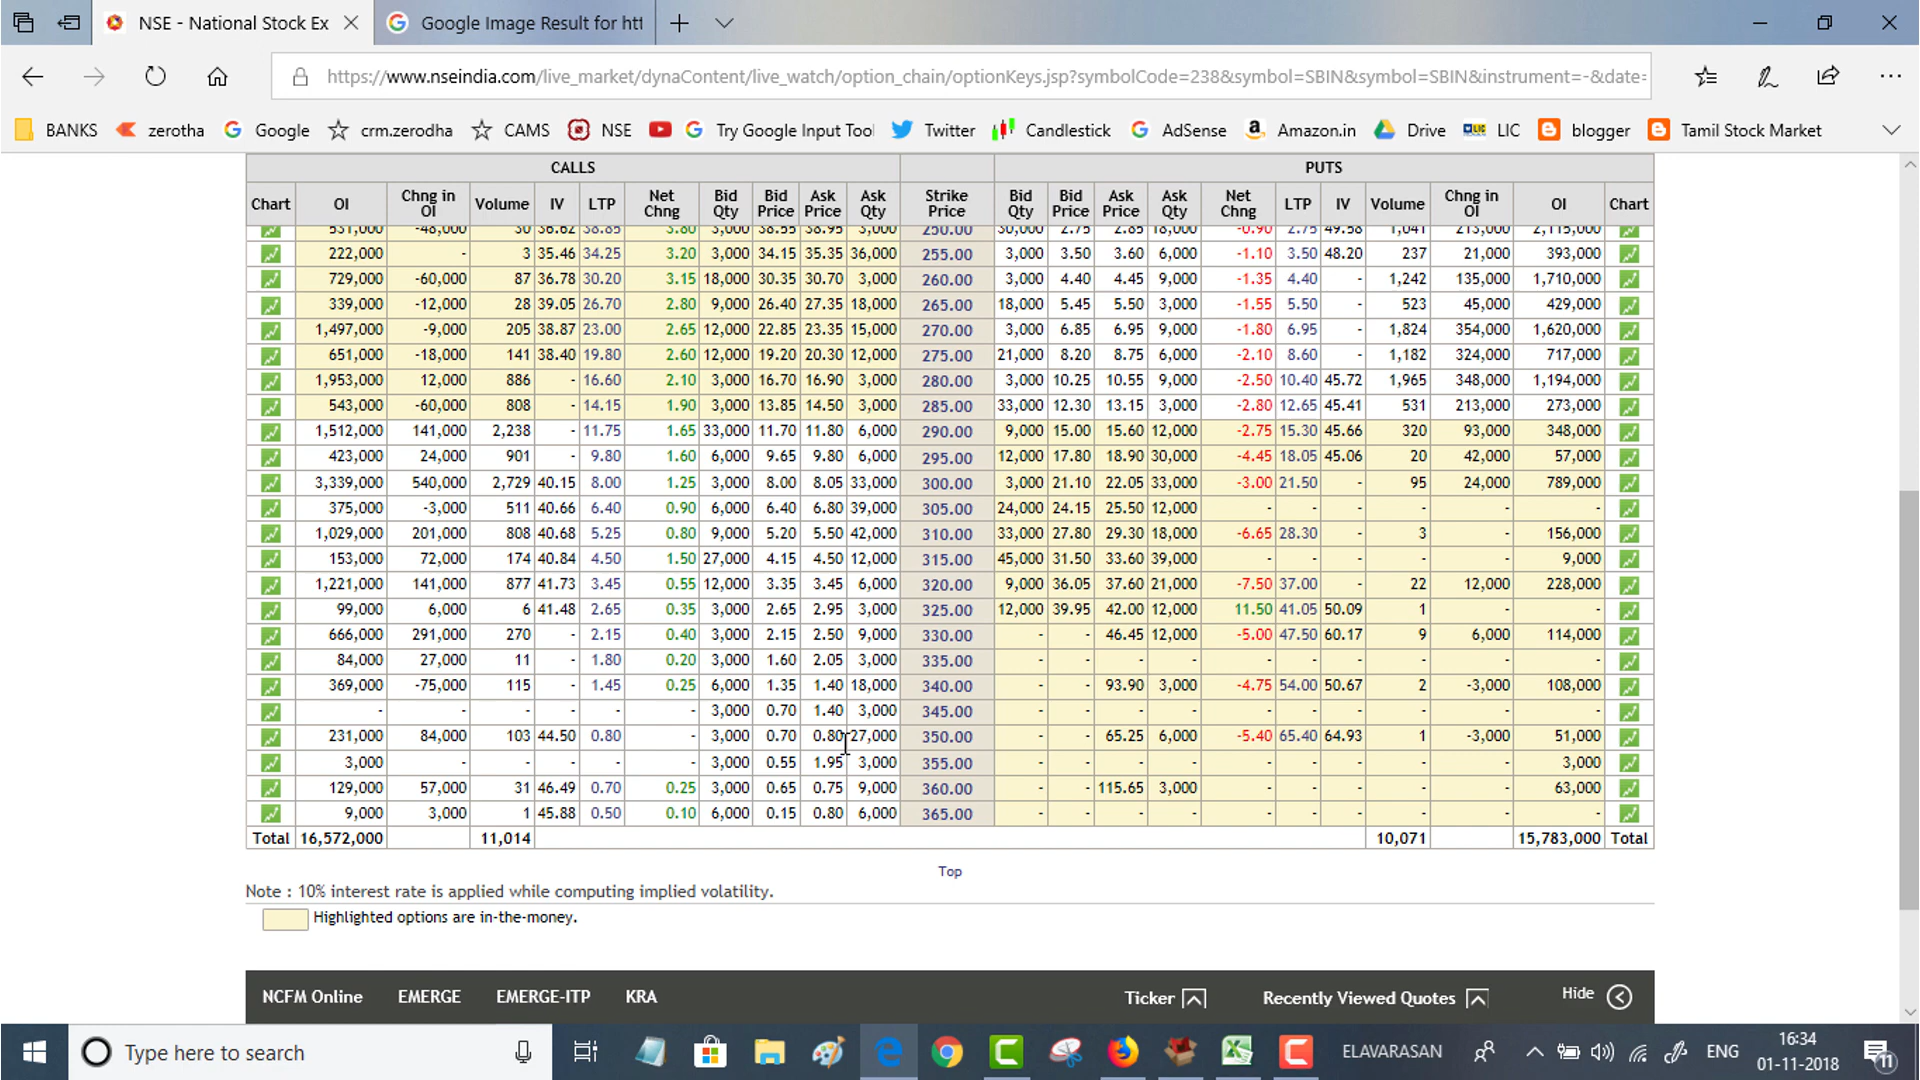 NSE - National Stock Ex
Google Image Result for htt
https://www.nseindia.com/live_market/dynaContent/live_watch/option_chain/optionKeys.jsp?symbolCode=238&symbol=SBIN&symbol=SBIN&instrument=-&date=
BANKS zerotha Google crm.zerodha CAMS NSE Try Google Input Tool Twitter Candlestick AdSense Amazon.in Drive LIC blogger Tamil Stock Market
CALLS PUTS
Chart OI Chng in OI Volume IV LTP Net Chng Bid Qty Bid Price Ask Price Ask Qty Strike Price Bid Qty Bid Price Ask Price Ask Qty Net Chng LTP IV Volume Chng in OI OI Chart
531,000 -48,000 30 36.62 38.85 3.80 3,000 38.55 38.95 3,000 250.00 30,000 2.75 2.85 18,000 -0.90 2.75 49.58 1,041 213,000 2,115,000
222,000 - 3 35.46 34.25 3.20 3,000 34.15 35.35 36,000 255.00 3,000 3.50 3.60 6,000 -1.10 3.50 48.20 237 21,000 393,000
729,000 -60,000 87 36.78 30.20 3.15 18,000 30.35 30.70 3,000 260.00 3,000 4.40 4.45 9,000 -1.35 4.40 - 1,242 135,000 1,710,000
339,000 -12,000 28 39.05 26.70 2.80 9,000 26.40 27.35 18,000 265.00 18,000 5.45 5.50 3,000 -1.55 5.50 - 523 45,000 429,000
1,497,000 -9,000 205 38.87 23.00 2.65 12,000 22.85 23.35 15,000 270.00 3,000 6.85 6.95 9,000 -1.80 6.95 - 1,824 354,000 1,620,000
651,000 -18,000 141 38.40 19.80 2.60 12,000 19.20 20.30 12,000 275.00 21,000 8.20 8.75 6,000 -2.10 8.60 - 1,182 324,000 717,000
1,953,000 12,000 886 - 16.60 2.10 3,000 16.70 16.90 3,000 280.00 3,000 10.25 10.55 9,000 -2.50 10.40 45.72 1,965 348,000 1,194,000
543,000 -60,000 808 - 14.15 1.90 3,000 13.85 14.50 3,000 285.00 33,000 12.30 13.15 3,000 -2.80 12.65 45.41 531 213,000 273,000
1,512,000 141,000 2,238 - 11.75 1.65 33,000 11.70 11.80 6,000 290.00 9,000 15.00 15.60 12,000 -2.75 15.30 45.66 320 93,000 348,000
423,000 24,000 901 - 9.80 1.60 6,000 9.65 9.80 6,000 295.00 12,000 17.80 18.90 30,000 -4.45 18.05 45.06 20 42,000 57,000
3,339,000 540,000 2,729 40.15 8.00 1.25 3,000 8.00 8.05 33,000 300.00 3,000 21.10 22.05 33,000 -3.00 21.50 - 95 24,000 789,000
375,000 -3,000 511 40.66 6.40 0.90 6,000 6.40 6.80 39,000 305.00 24,000 24.15 25.50 12,000 - - - - - -
1,029,000 201,000 808 40.68 5.25 0.80 9,000 5.20 5.50 42,000 310.00 33,000 27.80 29.30 18,000 -6.65 28.30 - 3 - 156,000
153,000 72,000 174 40.84 4.50 1.50 27,000 4.15 4.50 12,000 315.00 45,000 31.50 33.60 39,000 - - - - - 9,000
1,221,000 141,000 877 41.73 3.45 0.55 12,000 3.35 3.45 6,000 320.00 9,000 36.05 37.60 21,000 -7.50 37.00 - 22 12,000 228,000
99,000 6,000 6 41.48 2.65 0.35 3,000 2.65 2.95 3,000 325.00 12,000 39.95 42.00 12,000 11.50 41.05 50.09 1 - -
666,000 291,000 270 - 2.15 0.40 3,000 2.15 2.50 9,000 330.00 - - 46.45 12,000 -5.00 47.50 60.17 9 6,000 114,000
84,000 27,000 11 - 1.80 0.20 3,000 1.60 2.05 3,000 335.00 - - - - - - - - - -
369,000 -75,000 115 - 1.45 0.25 6,000 1.35 1.40 18,000 340.00 - - 93.90 3,000 -4.75 54.00 50.67 2 -3,000 108,000
- - - - - - 3,000 0.70 1.40 3,000 345.00 - - - - - - - - - -
231,000 84,000 103 44.50 0.80 - 3,000 0.70 0.80 27,000 350.00 - - 65.25 6,000 -5.40 65.40 64.93 1 -3,000 51,000
3,000 - - - - - 3,000 0.55 1.95 3,000 355.00 - - - - - - - - - 3,000
129,000 57,000 31 46.49 0.70 0.25 3,000 0.65 0.75 9,000 360.00 - - 115.65 3,000 - - - - - 63,000
9,000 3,000 1 45.88 0.50 0.10 6,000 0.15 0.80 6,000 365.00 - - - - - - - - - -
Total 16,572,000 11,014 10,071 15,783,000 Total
Top
Note : 10% interest rate is applied while computing implied volatility.
Highlighted options are in-the-money.
NCFM Online EMERGE EMERGE-ITP KRA Ticker Recently Viewed Quotes Hide
Type here to search
ELAVARASAN ENG 16:34
01-11-2018
11